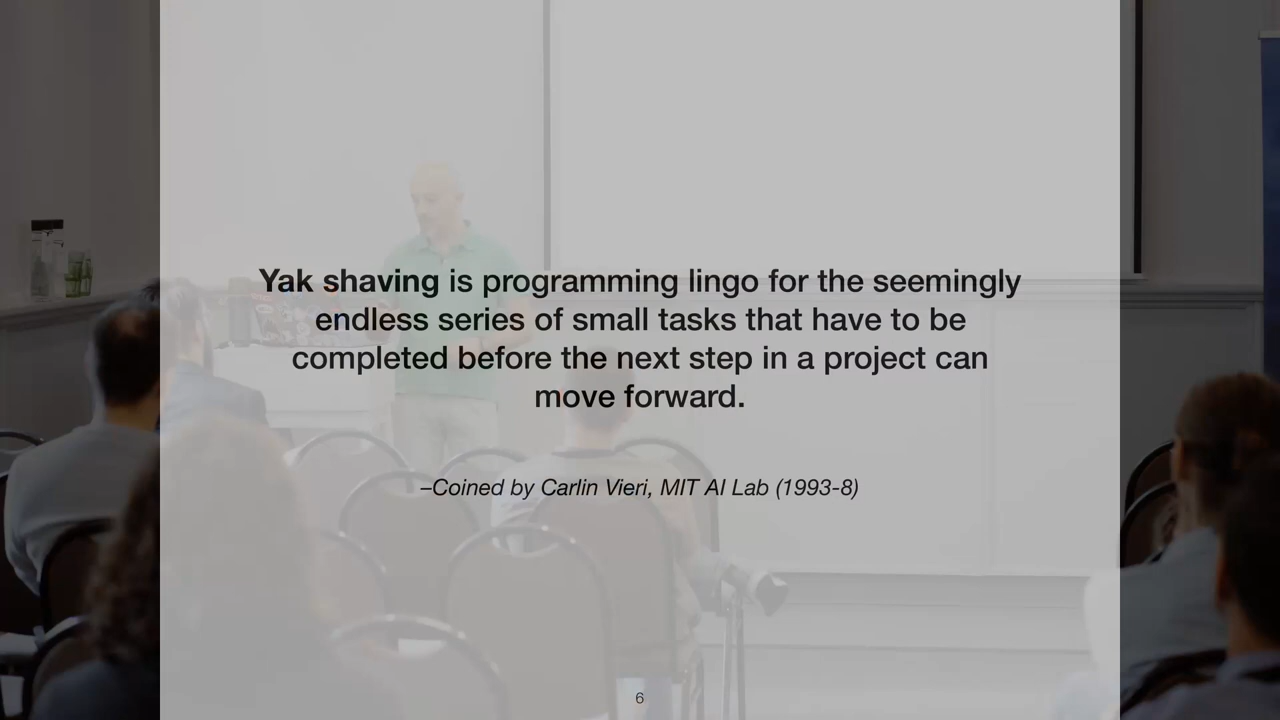 Yak shaving is programming lingo for the seemingly
endless series of small tasks that have to be
completed before the next step in a project can
move forward.
–Coined by Carlin Vieri, MIT AI Lab (1993-8)
6